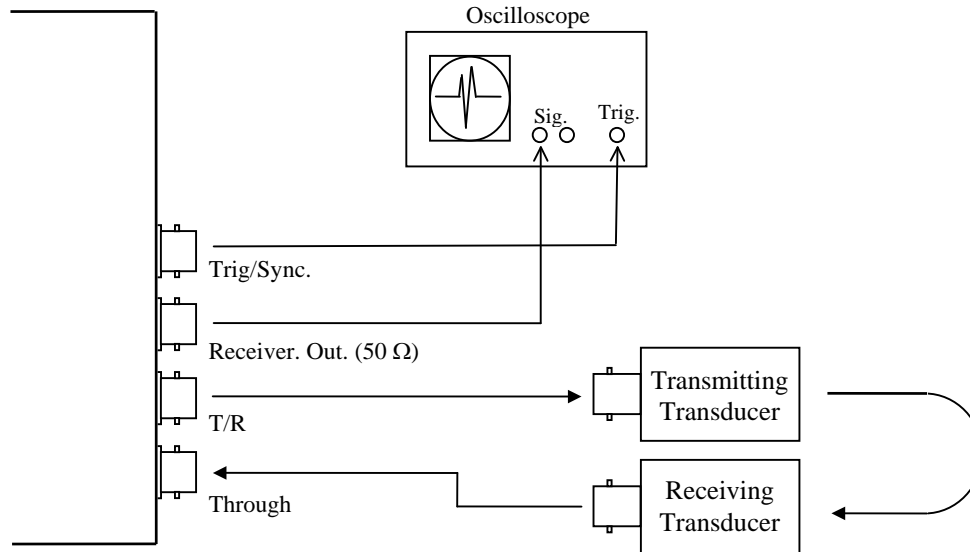 Oscilloscope
Sig.
Trig.
Trig/Sync.
Receiver. Out. (50 Ω)
T/R
Through
Transmitting
Transducer
Receiving
Transducer